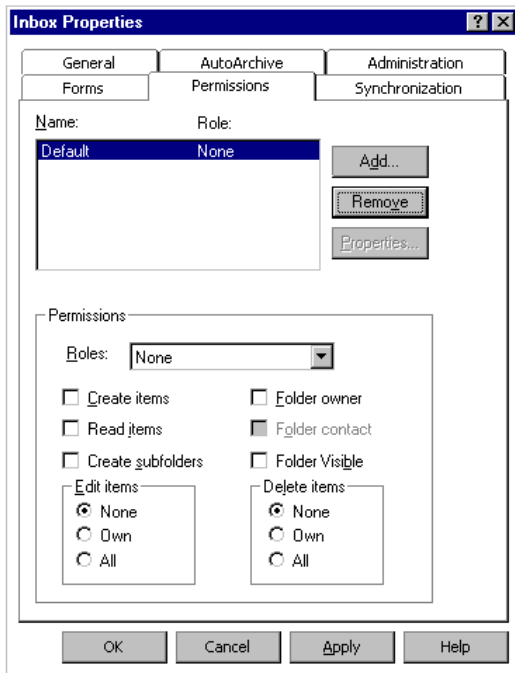 Inbox Properties
General AutoArchive Administration
Forms Permissions Synchronization
Name: Role:
Default None
Add...
Remove
Properties...
Permissions
Roles: None
Create items Folder owner
Read items Folder contact
Create subfolders Folder Visible
Edit items Delete items
None None
Own Own
All All
OK Cancel Apply Help